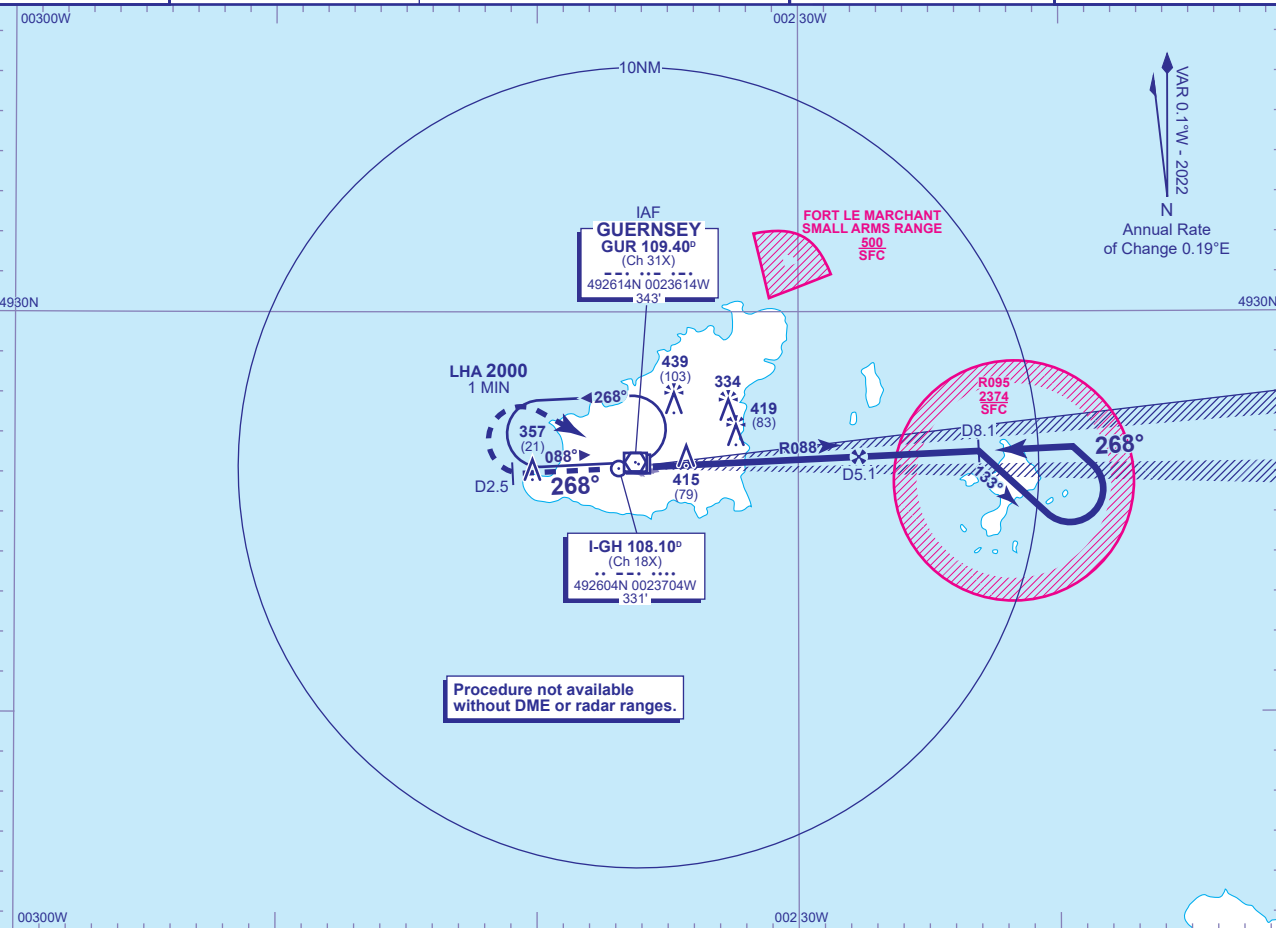 00300W
002 30W
10NM
VAR 0.1°W - 2022
N
Annual Rate
of Change 0.19°E
IAF
GUERNSEY
GUR 109.40ᴰ
(Ch 31X)
492614N 0023614W
343'
FORT LE MARCHANT
SMALL ARMS RANGE
500
SFC
4930N
4930N
LHA 2000
1 MIN
268°
439
(103)
334
419
(83)
R095
2374
SFC
357
(21)
088°
R088
D8.1
268°
D2.5
268°
415
(79)
D5.1
133°
I-GH 108.10ᴰ
(Ch 18X)
492604N 0023704W
331'
Procedure not available
without DME or radar ranges.
00300W
002 30W